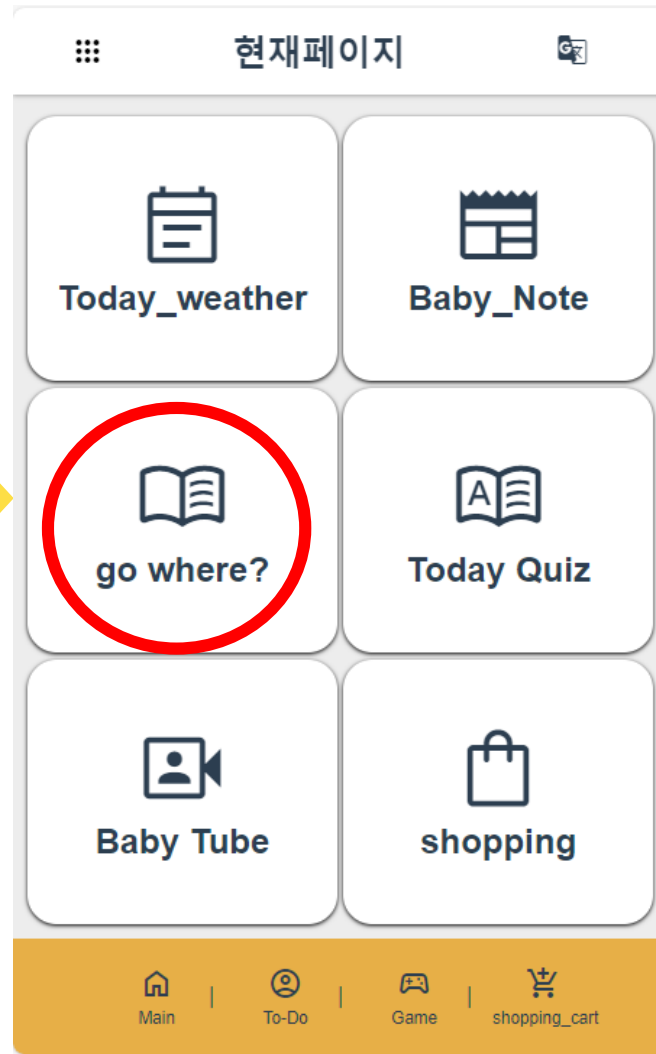 현재페이지
Today_weather
Baby_Note
go where?
Today Quiz
Baby Tube
shopping
Main | To-Do | Game | shopping_cart